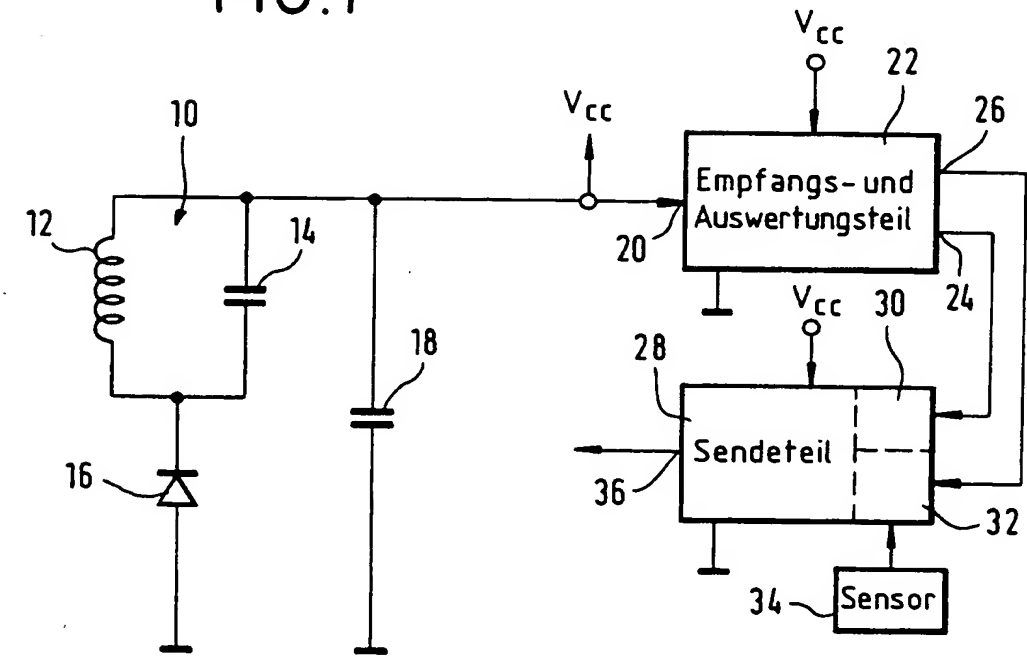 FIG.1
Vcc
22
10
Vcc
26
Empfangs- und
Auswertungsteil
12
14
20
24
Vcc
30
18
28
Sendeteil
16
36
32
34
Sensor